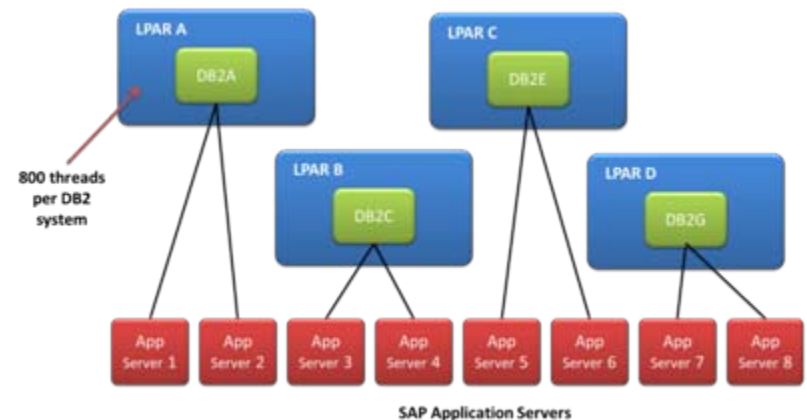 LPAR A
DB2A
LPAR C
DB2E
800 threads
per DB2
system
LPAR B
DB2C
LPAR D
DB2G
App
Server 1
App
Server 2
App
Server 3
App
Server 4
App
Server 5
App
Server 6
App
Server 7
App
Server 8
SAP Application Servers